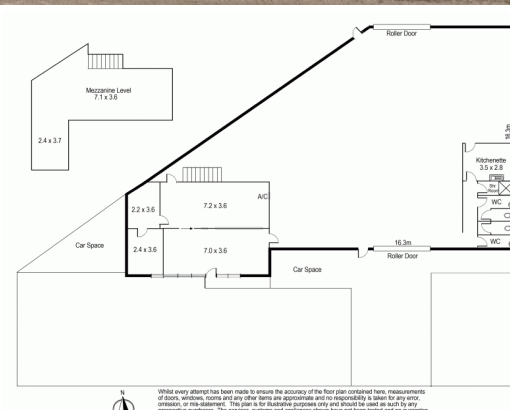 Roller Door
Mezzanine Level
7.1 x 3.6
2.4 x 3.7
18.3m
Kitchenette
3.5 x 2.8
Shr
Room
WC
A/C
7.2 x 3.6
2.2 x 3.6
WC
16.3m
Car Space
2.4 x 3.6
7.0 x 3.6
Roller Door
Car Space
N
Whilst every attempt has been made to ensure the accuracy of the floor plan contained here, measurements
of doors, windows, rooms and any other items are approximate and no responsibility is taken for any error,
omission, or mis-statement. This plan is for illustrative purposes only and should be used as such by any